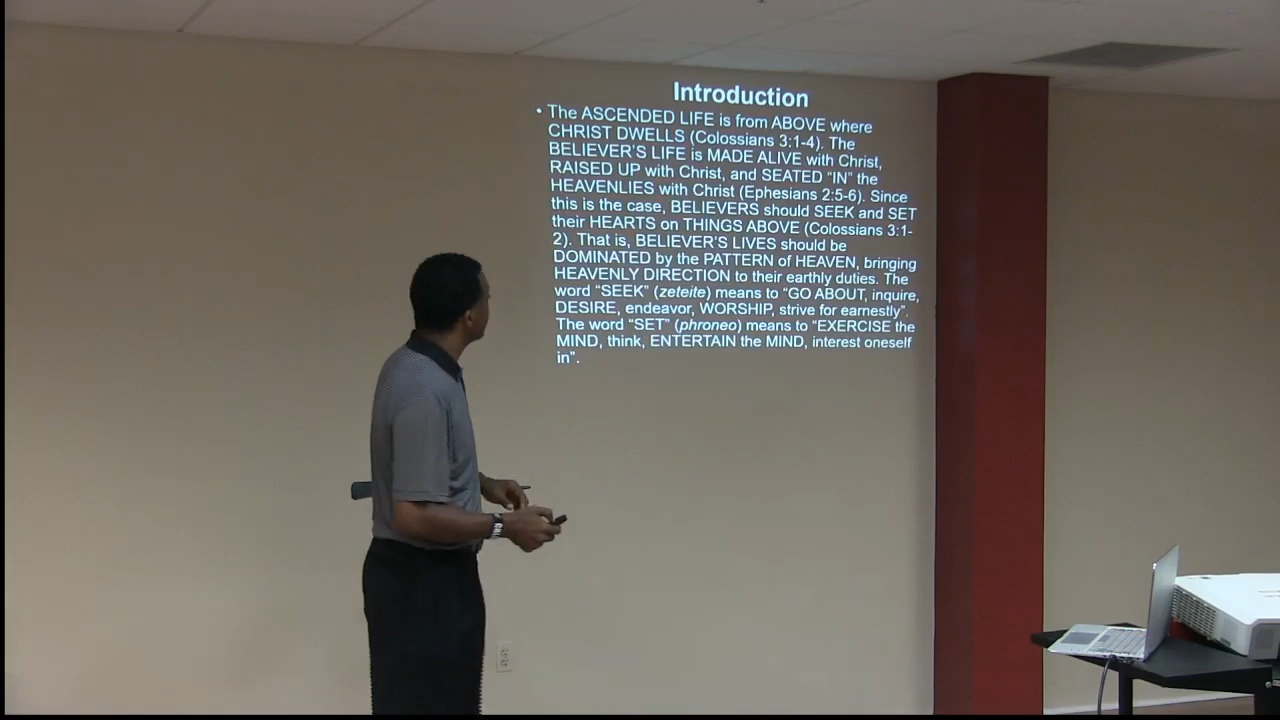 Introduction
• The ASCENDED LIFE is from ABOVE where
CHRIST DWELLS (Colossians 3:1-4). The
BELIEVER'S LIFE is MADE ALIVE with Christ,
RAISED UP with Christ, and SEATED “IN” the
HEAVENLIES with Christ (Ephesians 2:5-6). Since
this is the case, BELIEVERS should SEEK and SET
their HEARTS on THINGS ABOVE (Colossians 3:1-
2). That is, BELIEVER'S LIVES should be
DOMINATED by the PATTERN of HEAVEN, bringing
HEAVENLY DIRECTION to their earthly duties. The
word “SEEK” (zeteite) means to “GO ABOUT, inquire,
DESIRE, endeavor, WORSHIP, strive for earnestly”.
The word “SET” (phroneo) means to “EXERCISE the
MIND, think, ENTERTAIN the MIND, interest oneself
in”.